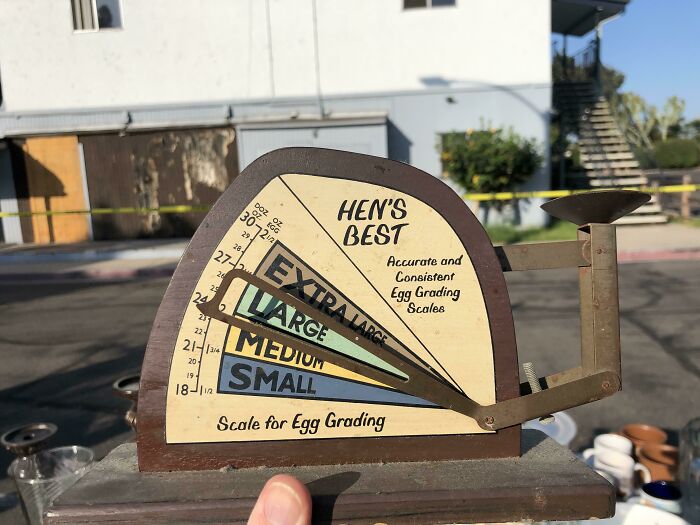 HEN'S
BEST
Accurate and
Consistent
Egg Grading
Scales
DOZ
OZ
OZ
EGG
30
2 1/2
29
28
27
26
24
23
22
21
1 3/4
20
19
18
1 1/2
EXTRA LARGE
LARGE
MEDIUM
SMALL
Scale for Egg Grading